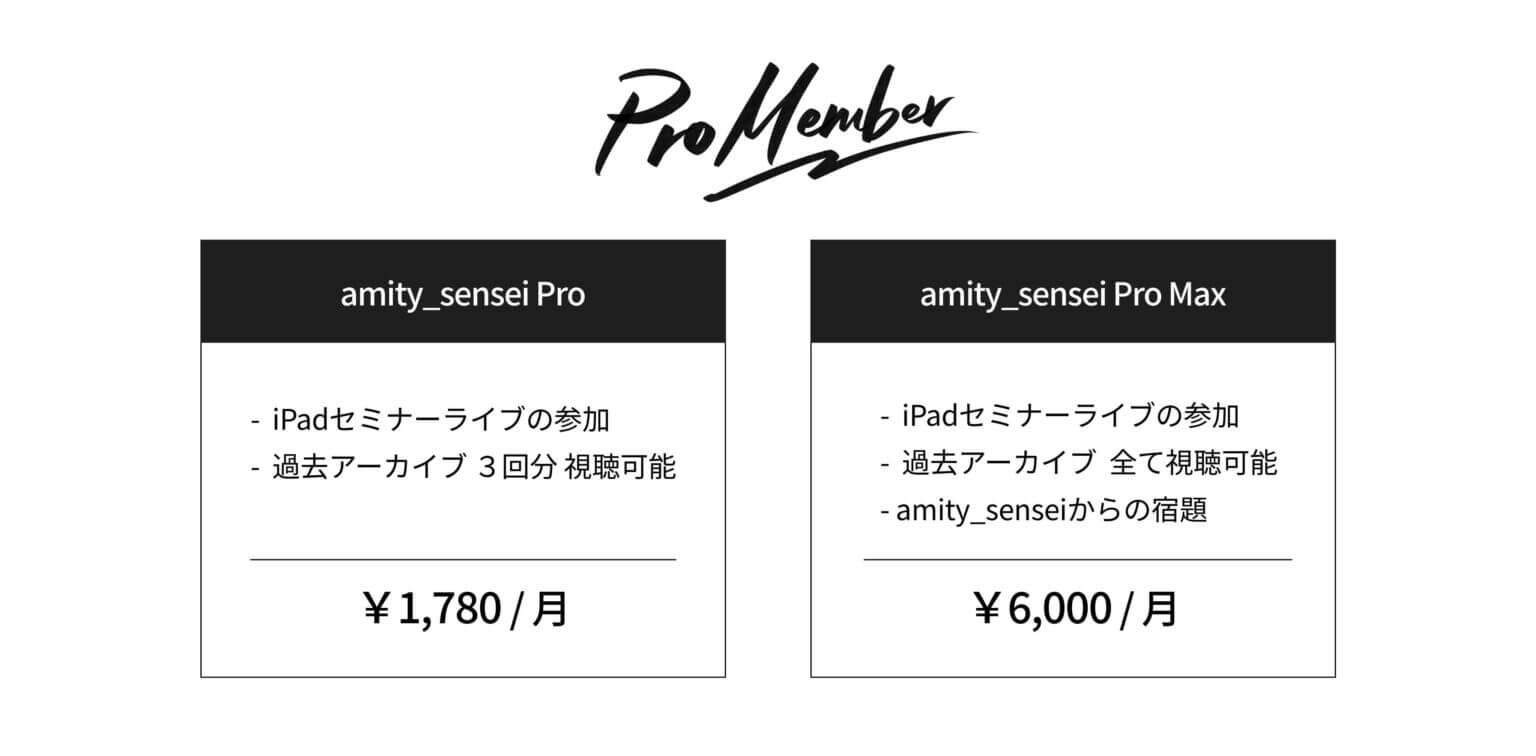 Pro Member
amity_sensei Pro
- iPadセミナーライブの参加
- 過去アーカイブ ３回分 視聴可能
￥1,780 / 月
amity_sensei Pro Max
- iPadセミナーライブの参加
- 過去アーカイブ 全て視聴可能
- amity_senseiからの宿題
￥6,000 / 月